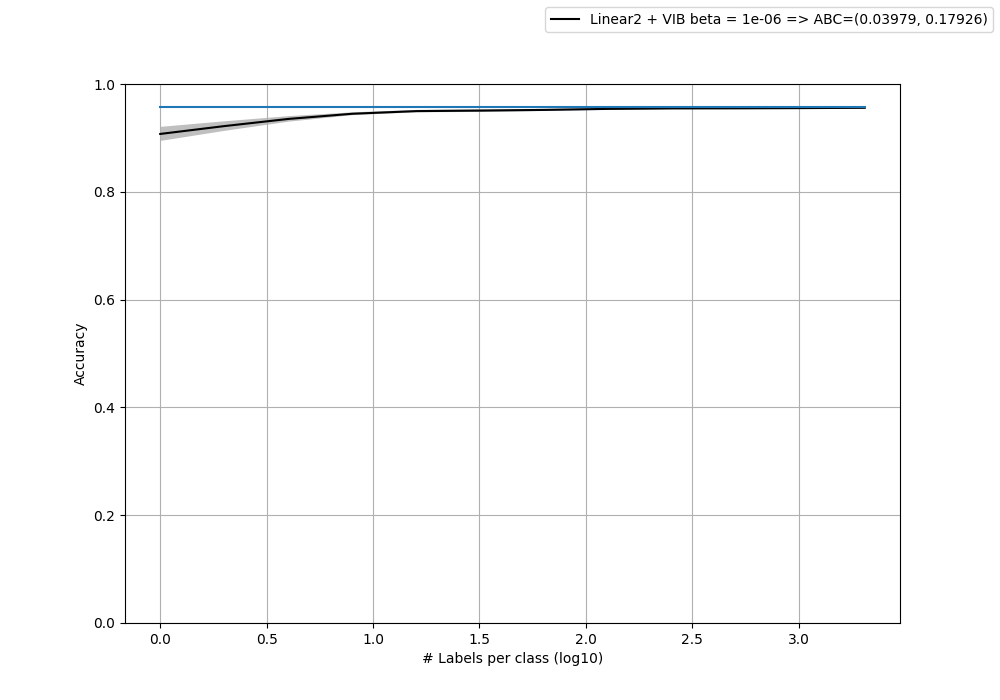 Linear2 + VIB beta = 1e-06 => ABC=(0.03979, 0.17926)
1.0
0.8
0.6
0.4
0.2
0.0
Accuracy
0.0 0.5 1.0 1.5 2.0 2.5 3.0
# Labels per class (log10)